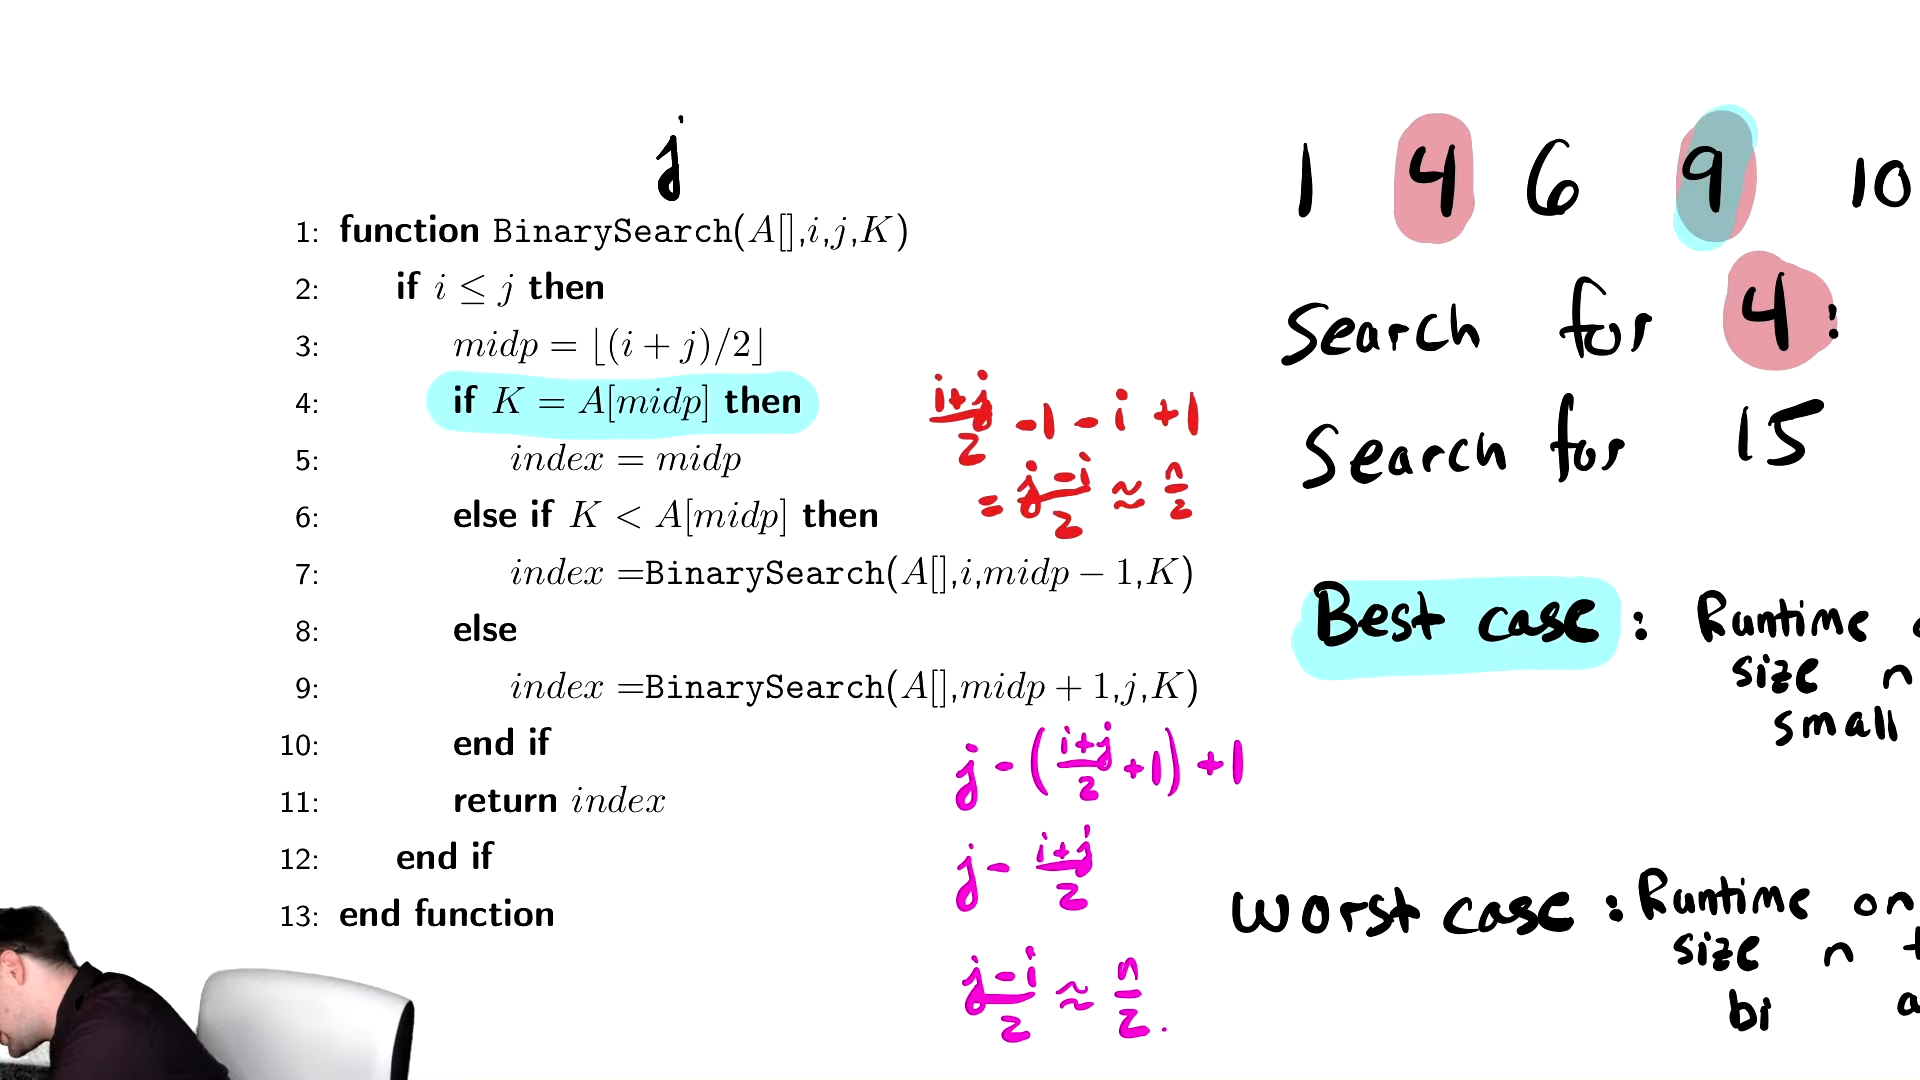 j
1: function BinarySearch(A[],i,j,K)
2: if i ≤ j then
3: midp = ⌊(i + j)/2⌋
4: if K = A[midp] then
5: index = midp
6: else if K < A[midp] then
7: index =BinarySearch(A[],i,midp − 1,K)
8: else
9: index =BinarySearch(A[],midp + 1,j,K)
10: end if
11: return index
12: end if
13: end function
(i+j)/2 - 1 - i + 1
= (j-i)/2 ≈ n/2
j - ((i+j)/2 + 1) + 1
j - (i+j)/2
(j-i)/2 ≈ n/2.
1 4 6 9 10
Search for 4:
Search for 15
Best case: Runtime
size n
small
Worst case: Runtime on
size n
bi